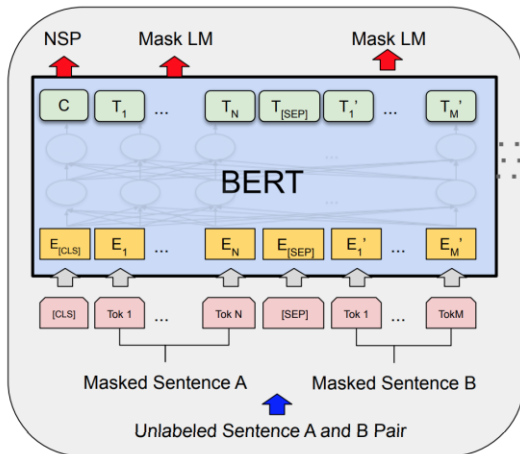 NSP Mask LM Mask LM
C T1 ... TN T[SEP] T1' ... TM'
...
...
BERT
E[CLS] E1 ... EN E[SEP] E1' ... EM'
[CLS] Tok 1 ... Tok N [SEP] Tok 1 ... TokM
Masked Sentence A Masked Sentence B
Unlabeled Sentence A and B Pair